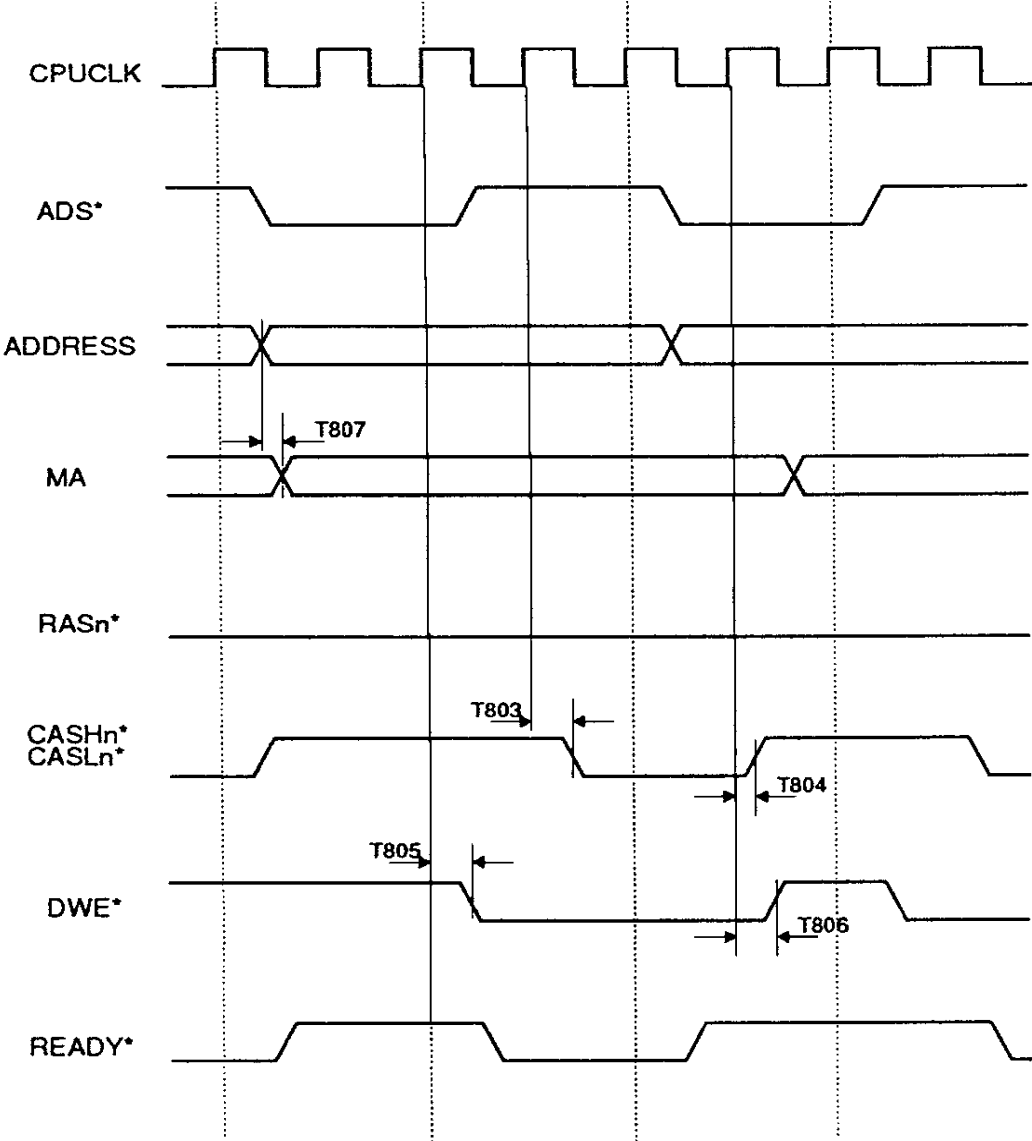 CPUCLK
ADS*
ADDRESS
T807
MA
RASn*
T803
CASHn*
CASLn*
T804
T805
DWE*
T806
READY*